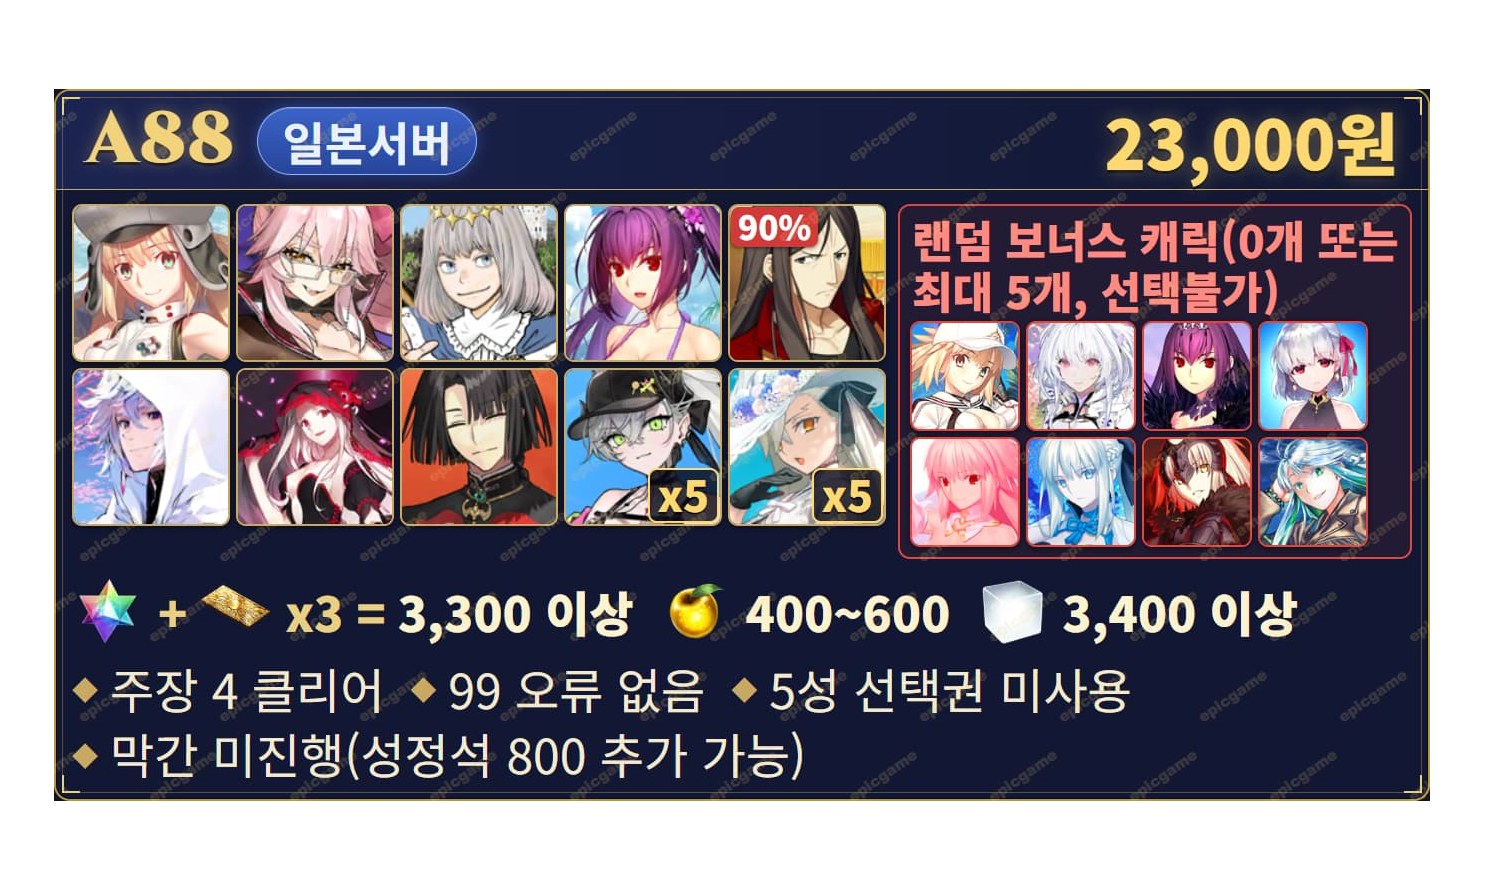 A88 일본서버 23,000원
90%
x5 x5
랜덤 보너스 캐릭(0개 또는
최대 5개, 선택불가)
+ x3 = 3,300 이상 400~600 3,400 이상
◆ 주장 4 클리어 ◆ 99 오류 없음 ◆ 5성 선택권 미사용
◆ 막간 미진행(성정석 800 추가 가능)
epicgame